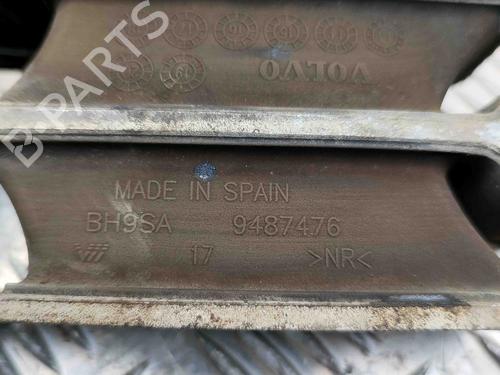 VOLVO
MADE IN SPAIN
BH9SA 9487476
17 >NR<
B-PARTS